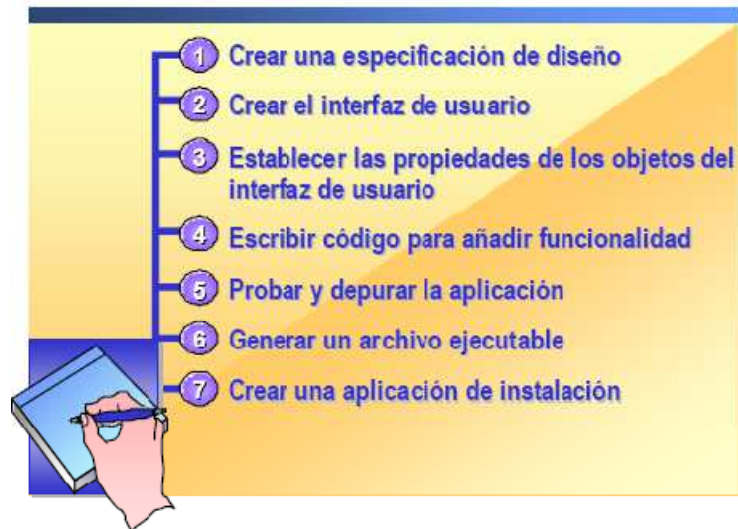 1 Crear una especificación de diseño
2 Crear el interfaz de usuario
3 Establecer las propiedades de los objetos del
interfaz de usuario
4 Escribir código para añadir funcionalidad
5 Probar y depurar la aplicación
6 Generar un archivo ejecutable
7 Crear una aplicación de instalación